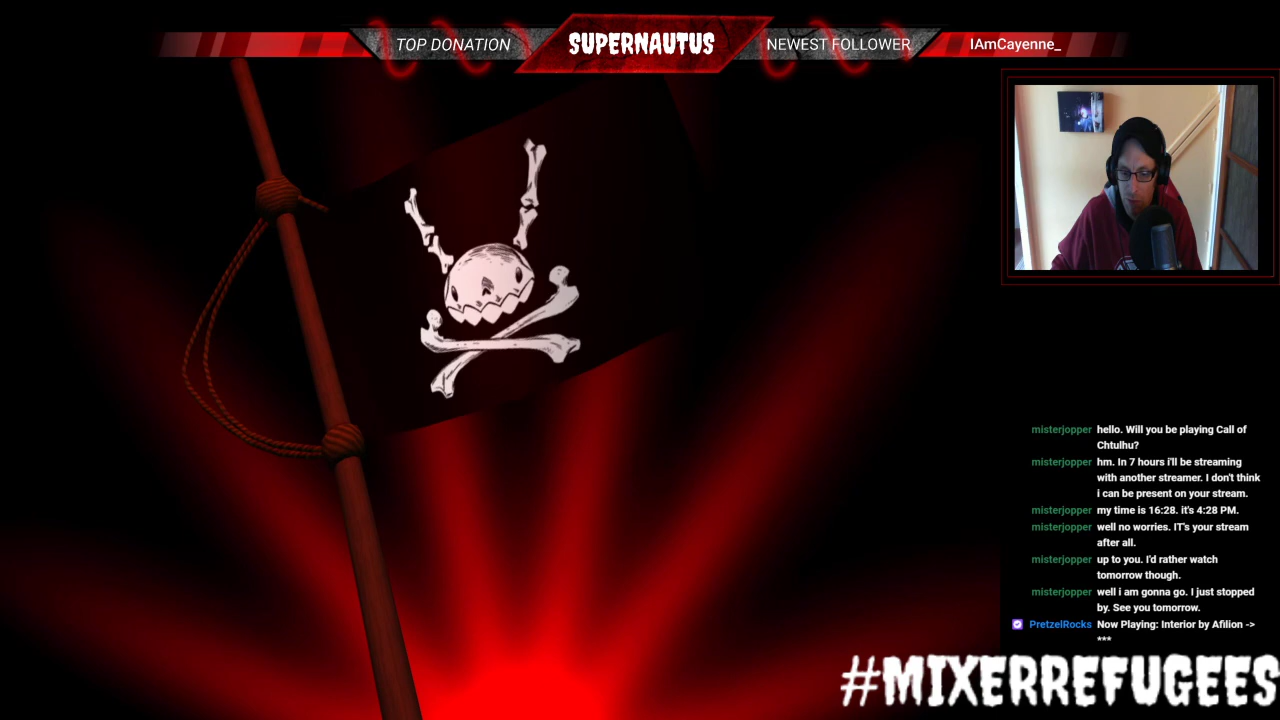 TOP DONATION
SUPERNAUTUS
NEWEST FOLLOWER
IAmCayenne_
misterjopper hello. Will you be playing Call of
Chtulhu?
misterjopper hm. In 7 hours i'll be streaming
with another streamer. I don't think
i can be present on your stream.
misterjopper my time is 16:28. it's 4:28 PM.
misterjopper well no worries. IT's your stream
after all.
misterjopper up to you. I'd rather watch
tomorrow though.
misterjopper well i am gonna go. I just stopped
by. See you tomorrow.
PretzelRocks Now Playing: Interior by Afilion ->
***
#MIXERREFUGEES